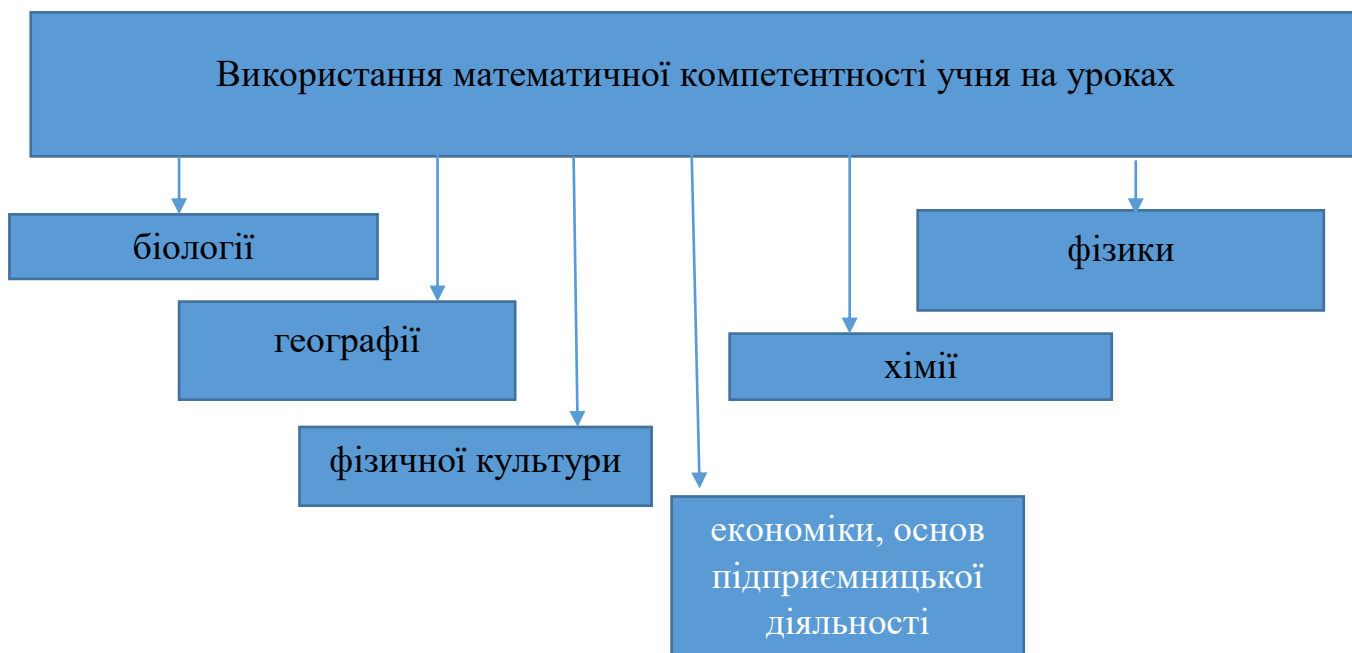 Використання математичної компетентності учня на уроках
біології
фізики
географії
хімії
фізичної культури
економіки, основ
підприємницької
діяльності